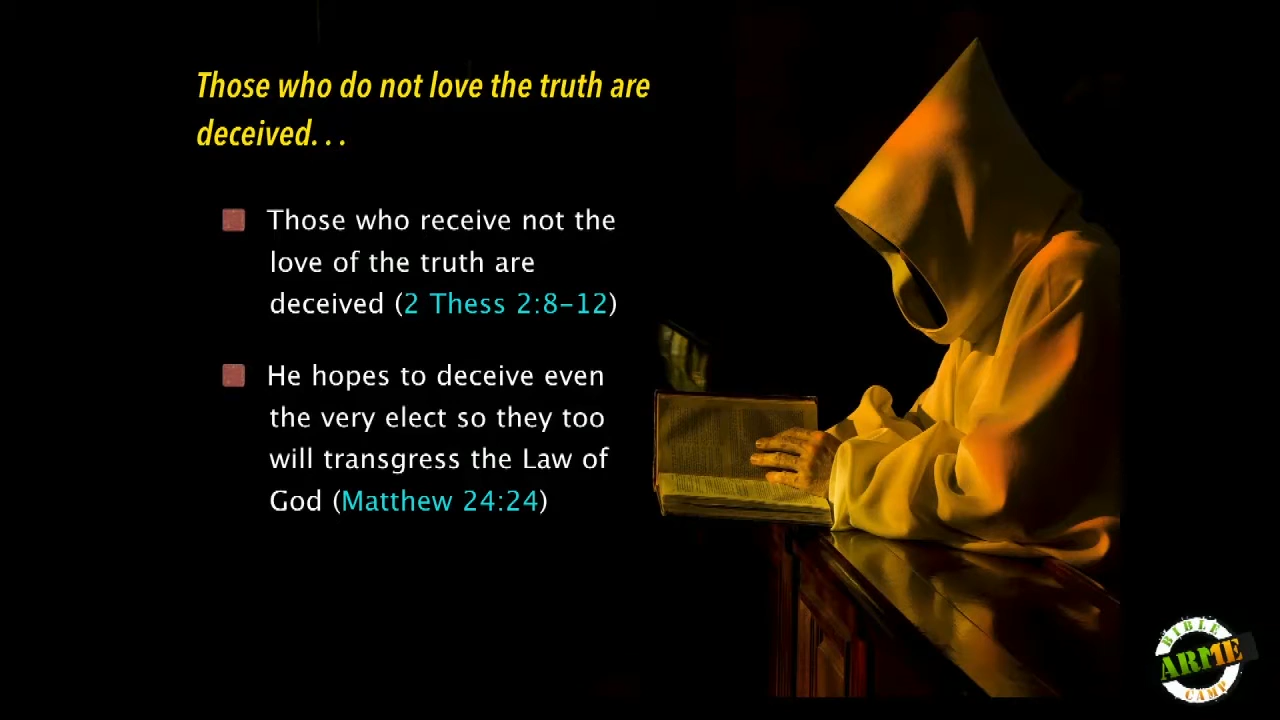 Those who do not love the truth are
deceived. . .
Those who receive not the
love of the truth are
deceived (2 Thess 2:8–12)
He hopes to deceive even
the very elect so they too
will transgress the Law of
God (Matthew 24:24)
BIBLE
ARME
CAMP